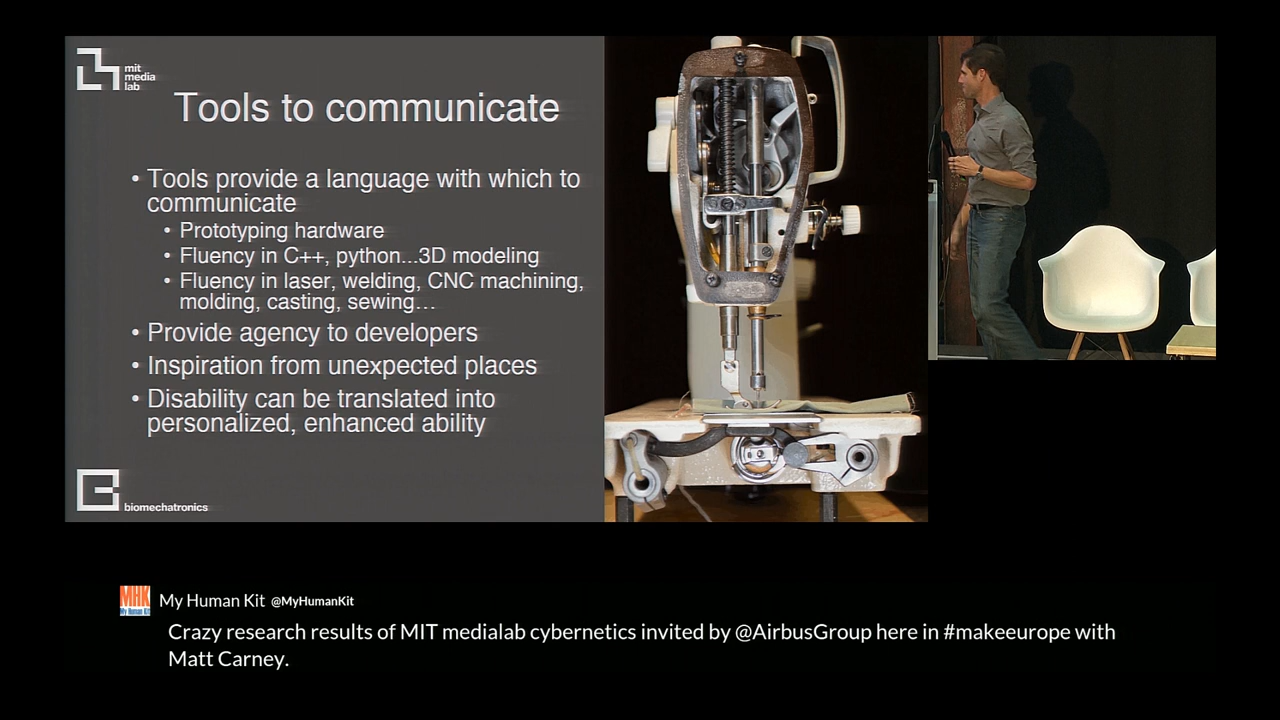 mit
media
lab
Tools to communicate
• Tools provide a language with which to
communicate
• Prototyping hardware
• Fluency in C++, python...3D modeling
• Fluency in laser, welding, CNC machining,
molding, casting, sewing...
• Provide agency to developers
• Inspiration from unexpected places
• Disability can be translated into
personalized, enhanced ability
biomechatronics
MHK
My Human Kit
My Human Kit @MyHumanKit
Crazy research results of MIT medialab cybernetics invited by @AirbusGroup here in #makeeurope with
Matt Carney.